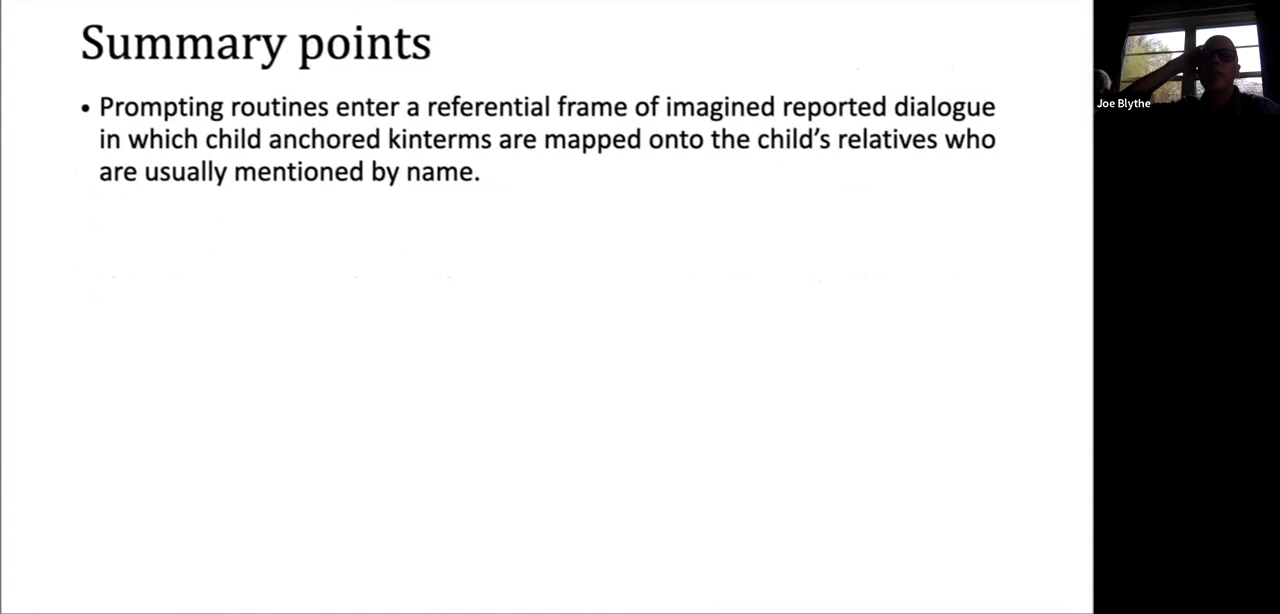 Summary points
• Prompting routines enter a referential frame of imagined reported dialogue
in which child anchored kinterms are mapped onto the child’s relatives who
are usually mentioned by name.
Joe Blythe